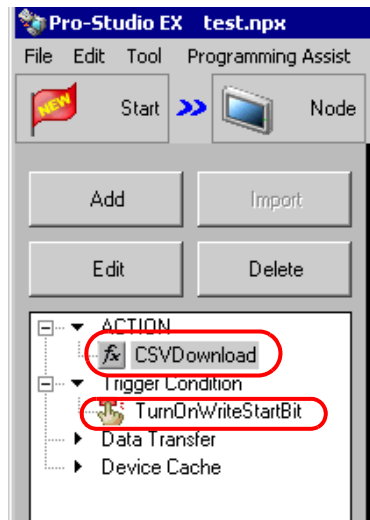 Pro-Studio EX test.npx
File Edit Tool Programming Assist
NEW Start Node
Add Import
Edit Delete
ACTION
fx CSVDownload
Trigger Condition
TurnOnWriteStartBit
Data Transfer
Device Cache